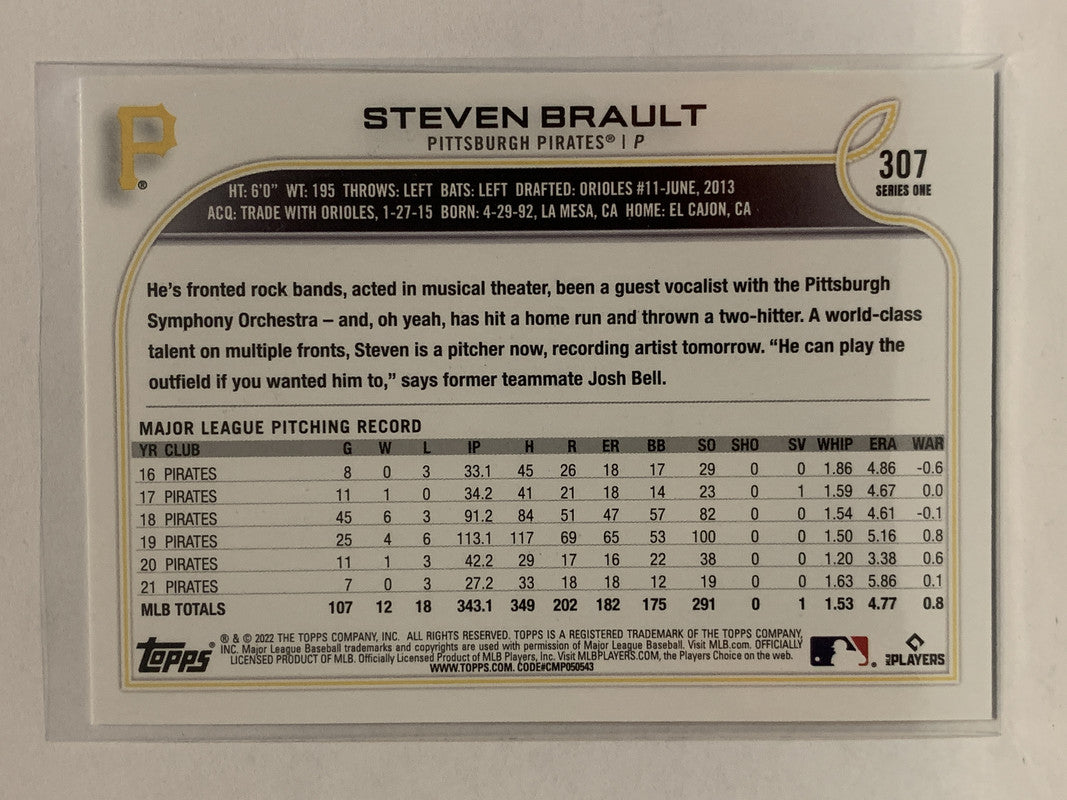 P®
STEVEN BRAULT
PITTSBURGH PIRATES® | P
307
SERIES ONE
HT: 6'0" WT: 195 THROWS: LEFT BATS: LEFT DRAFTED: ORIOLES #11-JUNE, 2013
ACQ: TRADE WITH ORIOLES, 1-27-15 BORN: 4-29-92, LA MESA, CA HOME: EL CAJON, CA
He's fronted rock bands, acted in musical theater, been a guest vocalist with the Pittsburgh
Symphony Orchestra – and, oh yeah, has hit a home run and thrown a two-hitter. A world-class
talent on multiple fronts, Steven is a pitcher now, recording artist tomorrow. “He can play the
outfield if you wanted him to,” says former teammate Josh Bell.
MAJOR LEAGUE PITCHING RECORD
YR CLUB G W L IP H R ER BB SO SHO SV WHIP ERA WAR
16 PIRATES 8 0 3 33.1 45 26 18 17 29 0 0 1.86 4.86 -0.6
17 PIRATES 11 1 0 34.2 41 21 18 14 23 0 1 1.59 4.67 0.0
18 PIRATES 45 6 3 91.2 84 51 47 57 82 0 0 1.54 4.61 -0.1
19 PIRATES 25 4 6 113.1 117 69 65 53 100 0 0 1.50 5.16 0.8
20 PIRATES 11 1 3 42.2 29 17 16 22 38 0 0 1.20 3.38 0.6
21 PIRATES 7 0 3 27.2 33 18 18 12 19 0 0 1.63 5.86 0.1
MLB TOTALS 107 12 18 343.1 349 202 182 175 291 0 1 1.53 4.77 0.8
Topps®
® & © 2022 THE TOPPS COMPANY, INC. ALL RIGHTS RESERVED. TOPPS IS A REGISTERED TRADEMARK OF THE TOPPS COMPANY,
INC. Major League Baseball trademarks and copyrights are used with permission of Major League Baseball. Visit MLB.com. OFFICIALLY
LICENSED PRODUCT OF MLB. Officially Licensed Product of MLB Players, Inc. Visit MLBPLAYERS.COM, the Players Choice on the web.
WWW.TOPPS.COM. CODE#CMP050543
MLB PLAYERS